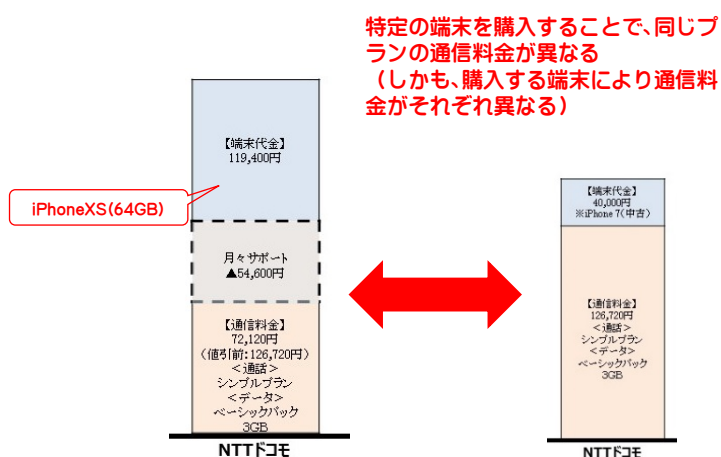 特定の端末を購入することで、同じプ
ランの通信料金が異なる
（しかも、購入する端末により通信料
金がそれぞれ異なる）
【端末代金】
119,400円
iPhoneXS(64GB)
月々サポート
▲54,600円
【通信料金】
72,120円
（値引前：126,720円）
＜通話＞
シンプルプラン
＜データ＞
ベーシックパック
3GB
NTTドコモ
【端末代金】
40,000円
※iPhone 7(中古)
【通信料金】
126,720円
＜通話＞
シンプルプラン
＜データ＞
ベーシックパック
3GB
NTTドコモ